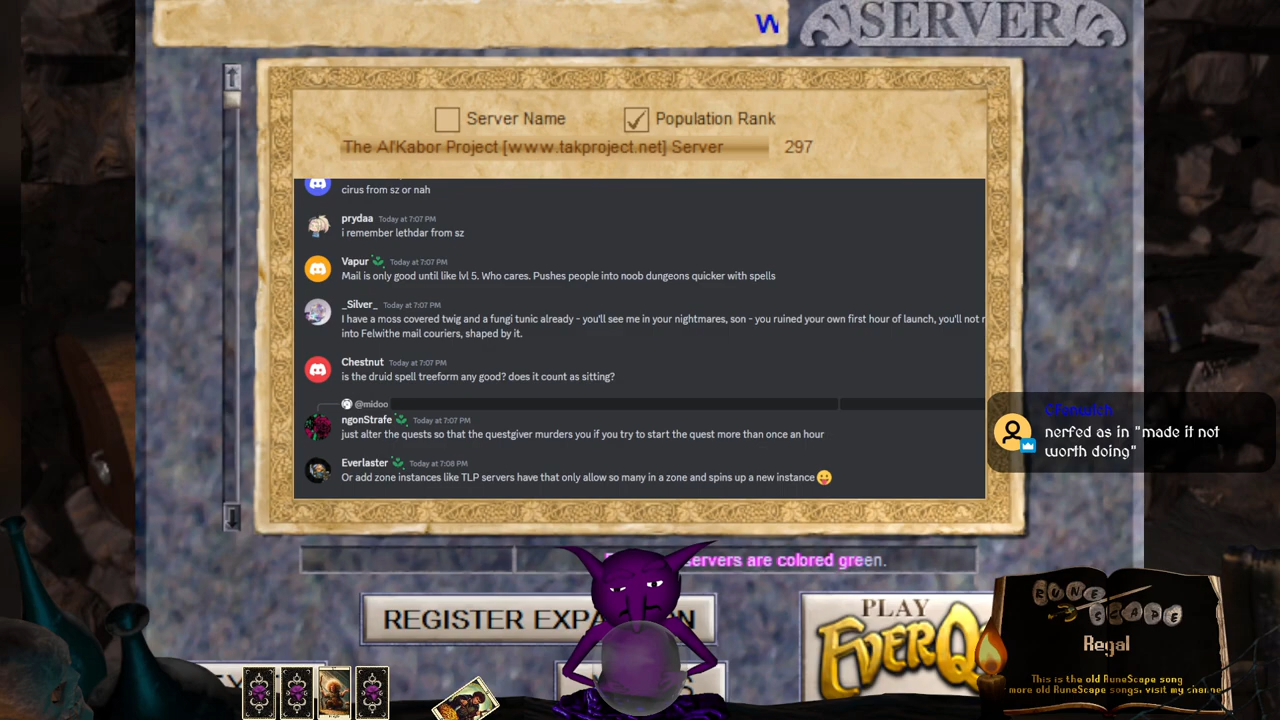 W
SERVER
Server Name
Population Rank
The Al'Kabor Project [www.takproject.net] Server 297
cirus from sz or nah
prydaa Today at 7:07 PM
i remember lethdar from sz
Vapur Today at 7:07 PM
Mail is only good until like lvl 5. Who cares. Pushes people into noob dungeons quicker with spells
_Silver_ Today at 7:07 PM
I have a moss covered twig and a fungi tunic already - you'll see me in your nightmares, son - you ruined your own first hour of launch, you'll not r
into Felwithe mail couriers, shaped by it.
Chestnut Today at 7:07 PM
is the druid spell treeform any good? does it count as sitting?
@midoo
ngonStrafe Today at 7:07 PM
just alter the quests so that the questgiver murders you if you try to start the quest more than once an hour
Everlaster Today at 7:08 PM
Or add zone instances like TLP servers have that only allow so many in a zone and spins up a new instance😛
nerfed as in "made it not
worth doing"
servers are colored green.
REGISTER EXPA N
PLAY
EVERQ
RUNE
SCAPE
Regal
This is the old RuneScape song
more old RuneScape songs, visit my chann